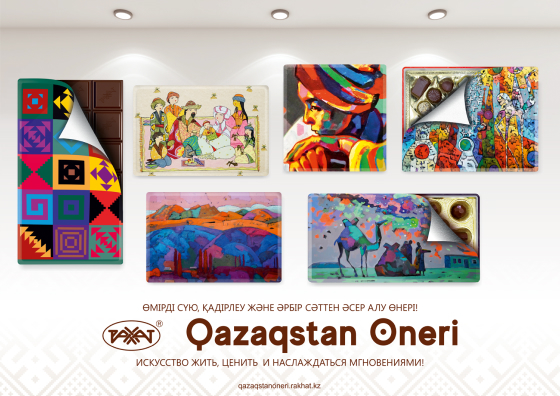 ӨМІРДІ СҮЮ, ҚАДІРЛЕУ ЖӘНЕ ӘРБІР СӘТТЕН ӘСЕР АЛУ ӨНЕРІ!
РАХАТ ® Qazaqstan Öneri
ИСКУССТВО ЖИТЬ, ЦЕНИТЬ И НАСЛАЖДАТЬСЯ МГНОВЕНИЯМИ!
qazaqstanoneri.rakhat.kz